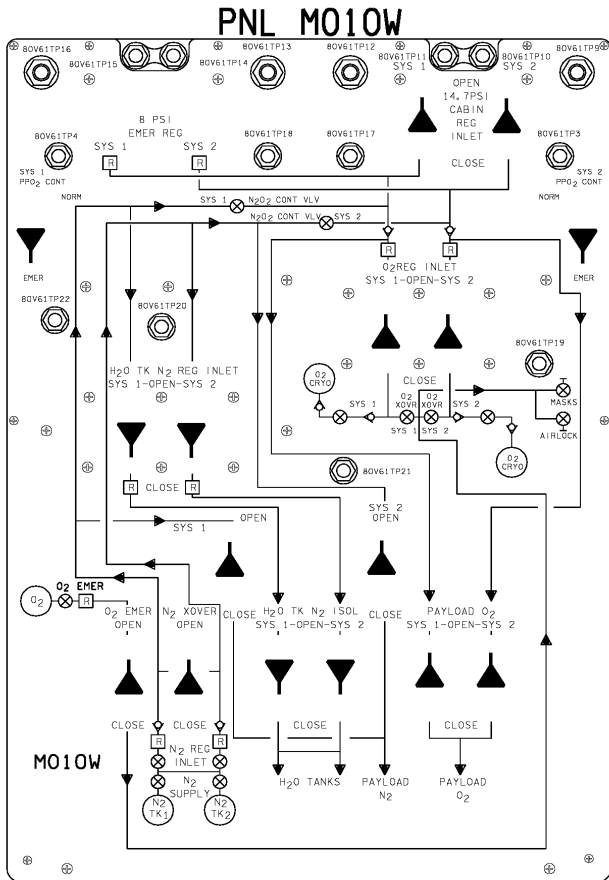 PNL MO10W
80V61TP16
80V61TP15
80V61TP14
80V61TP13
80V61TP12
80V61TP11
SYS 1
80V61TP10
SYS 2
80V61TP9
OPEN
14.7PSI
CABIN
REG
INLET
CLOSE
8 PSI
EMER REG
SYS 1
SYS 2
R
R
80V61TP4
SYS 1
PPO2 CONT
NORM
EMER
80V61TP18
80V61TP17
80V61TP3
SYS 2
PPO2 CONT
NORM
EMER
SYS 1
N2O2 CONT VLV
N2O2 CONT VLV
SYS 2
R
R
O2REG INLET
SYS 1-OPEN-SYS 2
80V61TP22
80V61TP20
80V61TP19
H2O TK N2 REG INLET
SYS 1-OPEN-SYS 2
O2
CRYO
CLOSE
SYS 1
O2
XOVR
O2
XOVR
SYS 2
SYS 1
SYS 2
MASKS
AIRLOCK
O2
CRYO
80V61TP21
R
CLOSE
R
SYS 1
OPEN
SYS 2
OPEN
O2 EMER
O2
R
O2 EMER
OPEN
N2 XOVER
OPEN
CLOSE
H2O TK N2 ISOL
SYS 1-OPEN-SYS 2
CLOSE
PAYLOAD O2
SYS 1-OPEN-SYS 2
CLOSE
CLOSE
CLOSE
CLOSE
R
R
N2 REG
INLET
N2
SUPPLY
N2
TK1
N2
TK2
MO10W
H2O TANKS
PAYLOAD
N2
PAYLOAD
O2